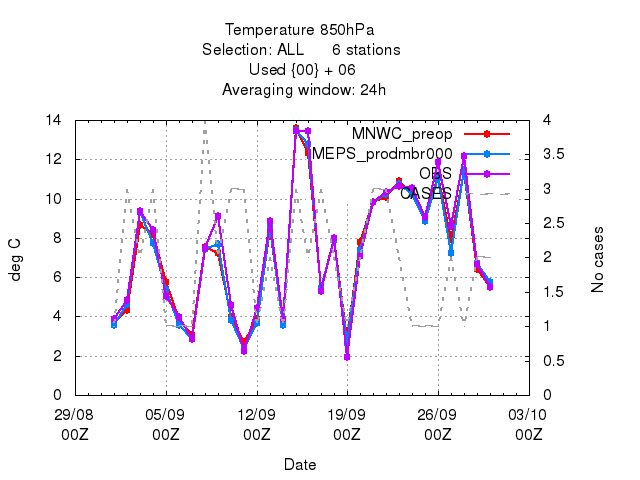 Temperature 850hPa
Selection: ALL 6 stations
Used {00} + 06
Averaging window: 24h
14
12
10
8
6
4
2
0
deg C
4
3.5
3
2.5
2
1.5
1
0.5
0
No cases
MNWC_preop
MEPS_prodmbr000
OBS
CASES
29/08 05/09 12/09 19/09 26/09 03/10
00Z 00Z 00Z 00Z 00Z 00Z
Date